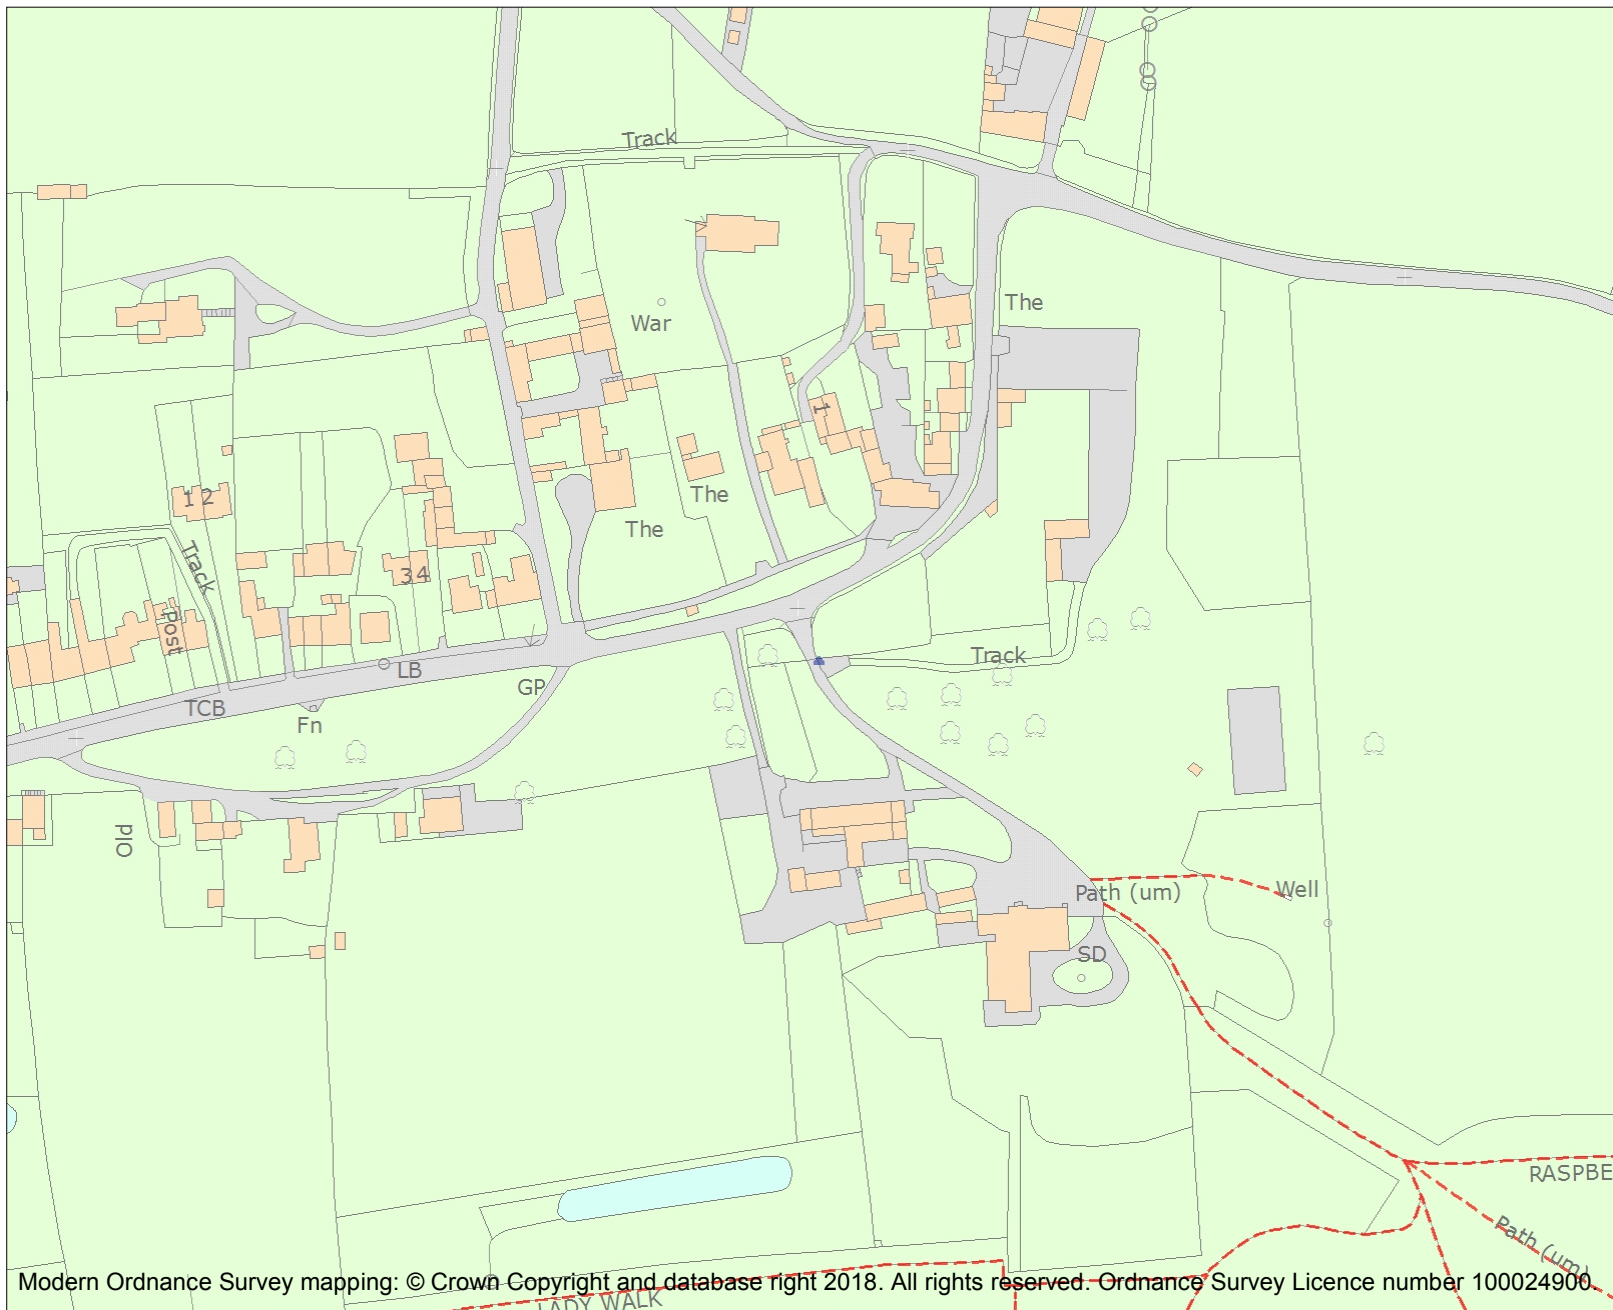 Track
The
War
1
The
The
1 2
Track
3 4
Post
Track
LB
GP
TCB
Fn
Old
Path (um)
Well
SD
RASPBE
Path (um)
Modern Ordnance Survey mapping: © Crown Copyright and database right 2018. All rights reserved. Ordnance Survey Licence number 100024900.
LADY WALK